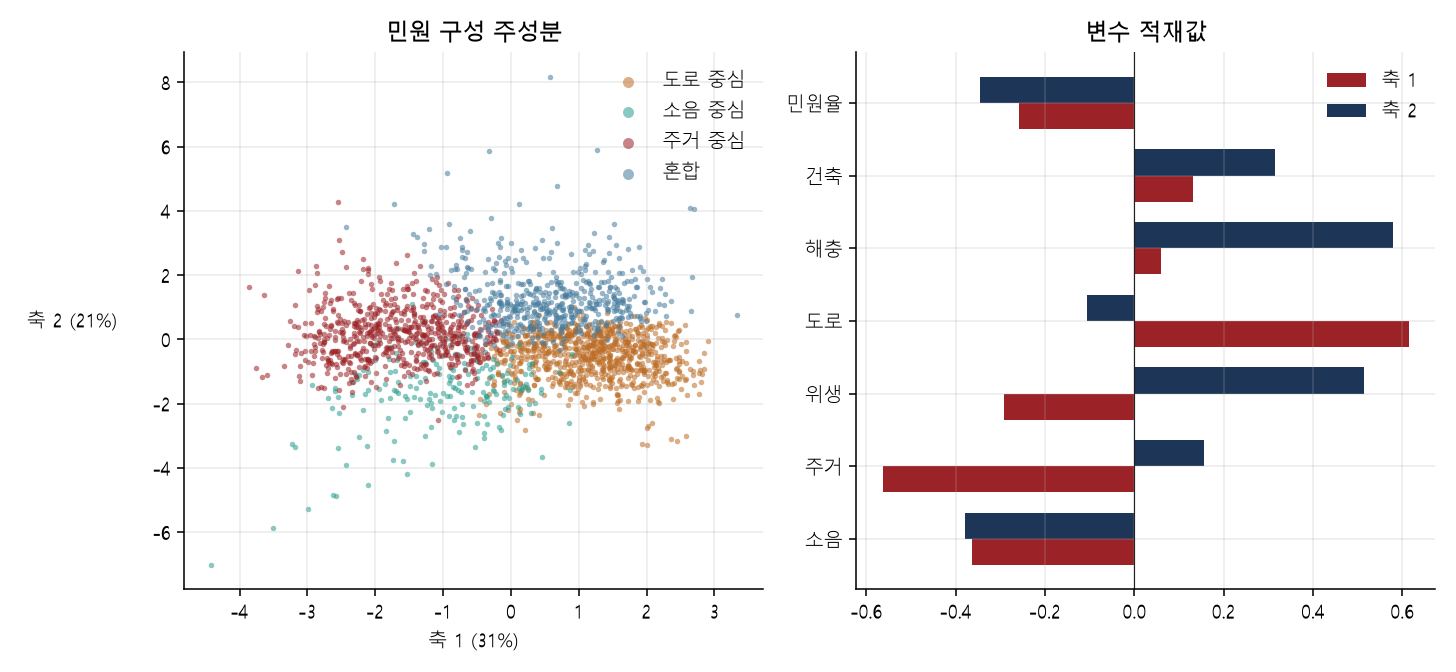 민원 구성 주성분
도로 중심
소음 중심
주거 중심
혼합
8
6
4
2
0
-2
-4
-6
축 2 (21%)
-4 -3 -2 -1 0 1 2 3
축 1 (31%)
변수 적재값
축 1
축 2
민원율
건축
해충
도로
위생
주거
소음
-0.6 -0.4 -0.2 0.0 0.2 0.4 0.6